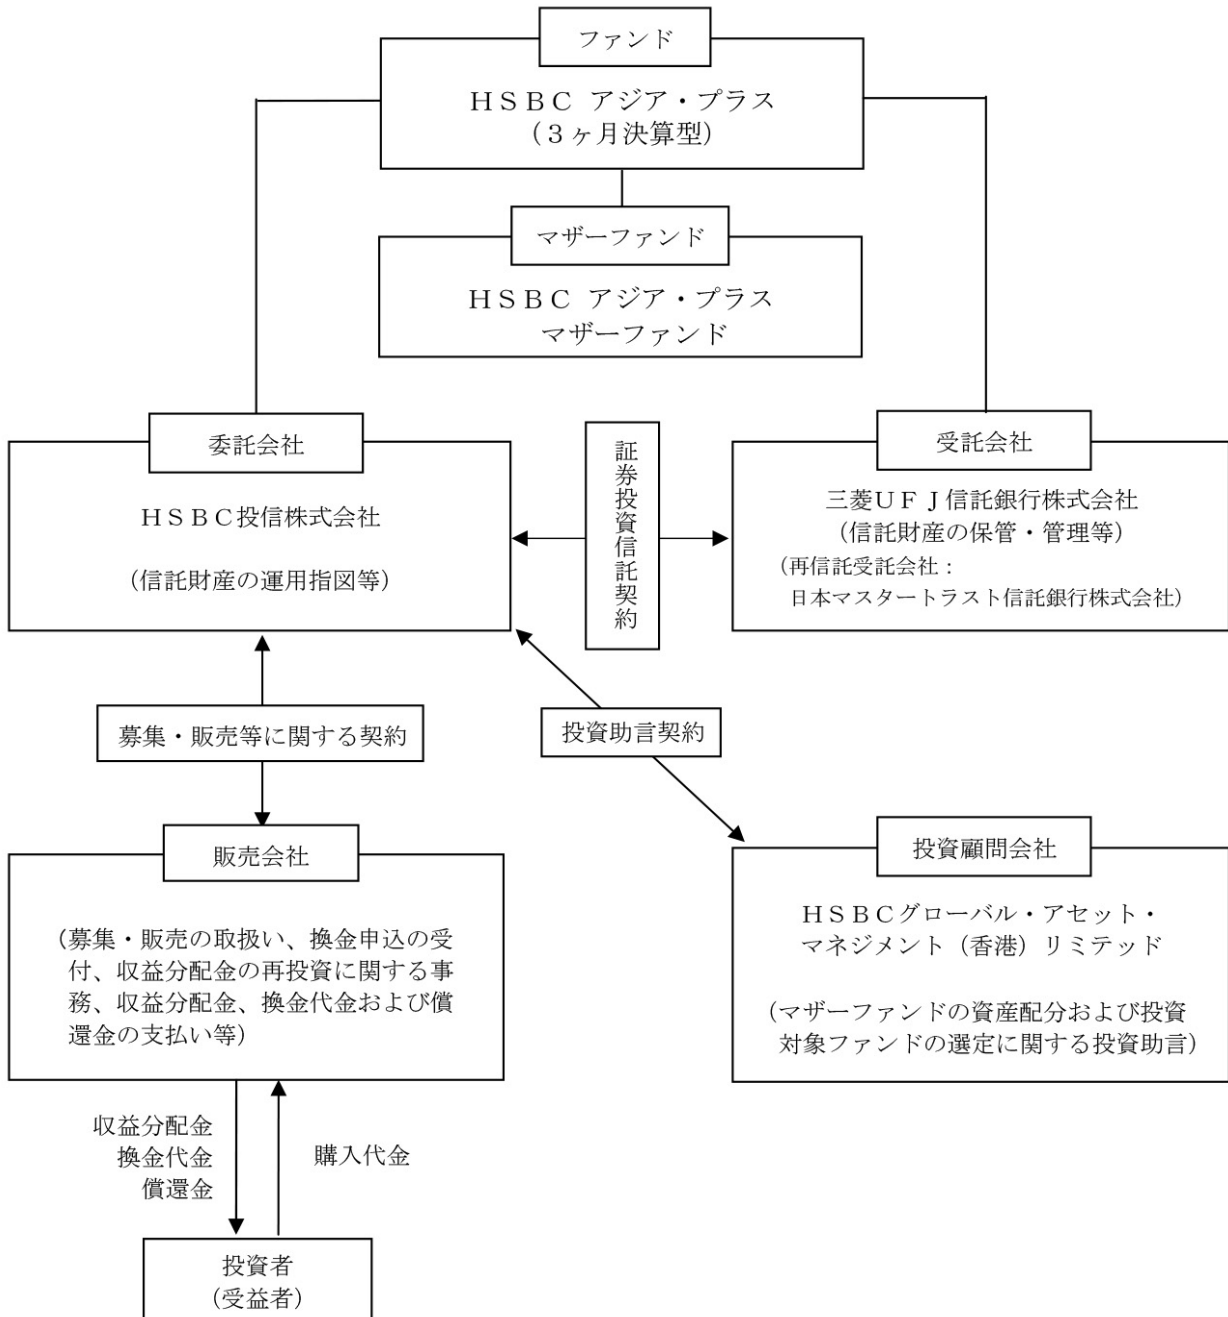 ファンド
ＨＳＢＣ アジア・プラス
（３ヶ月決算型）
マザーファンド
ＨＳＢＣ アジア・プラス
マザーファンド
委託会社
ＨＳＢＣ投信株式会社
（信託財産の運用指図等）
証券投資信託契約
受託会社
三菱ＵＦＪ信託銀行株式会社
（信託財産の保管・管理等）
（再信託受託会社：
日本マスタートラスト信託銀行株式会社）
募集・販売等に関する契約
投資助言契約
販売会社
（募集・販売の取扱い、換金申込の受
付、収益分配金の再投資に関する事
務、収益分配金、換金代金および償
還金の支払い等）
投資顧問会社
ＨＳＢＣグローバル・アセット・
マネジメント（香港）リミテッド
（マザーファンドの資産配分および投資
対象ファンドの選定に関する投資助言）
収益分配金
換金代金
償還金
購入代金
投資者
（受益者）